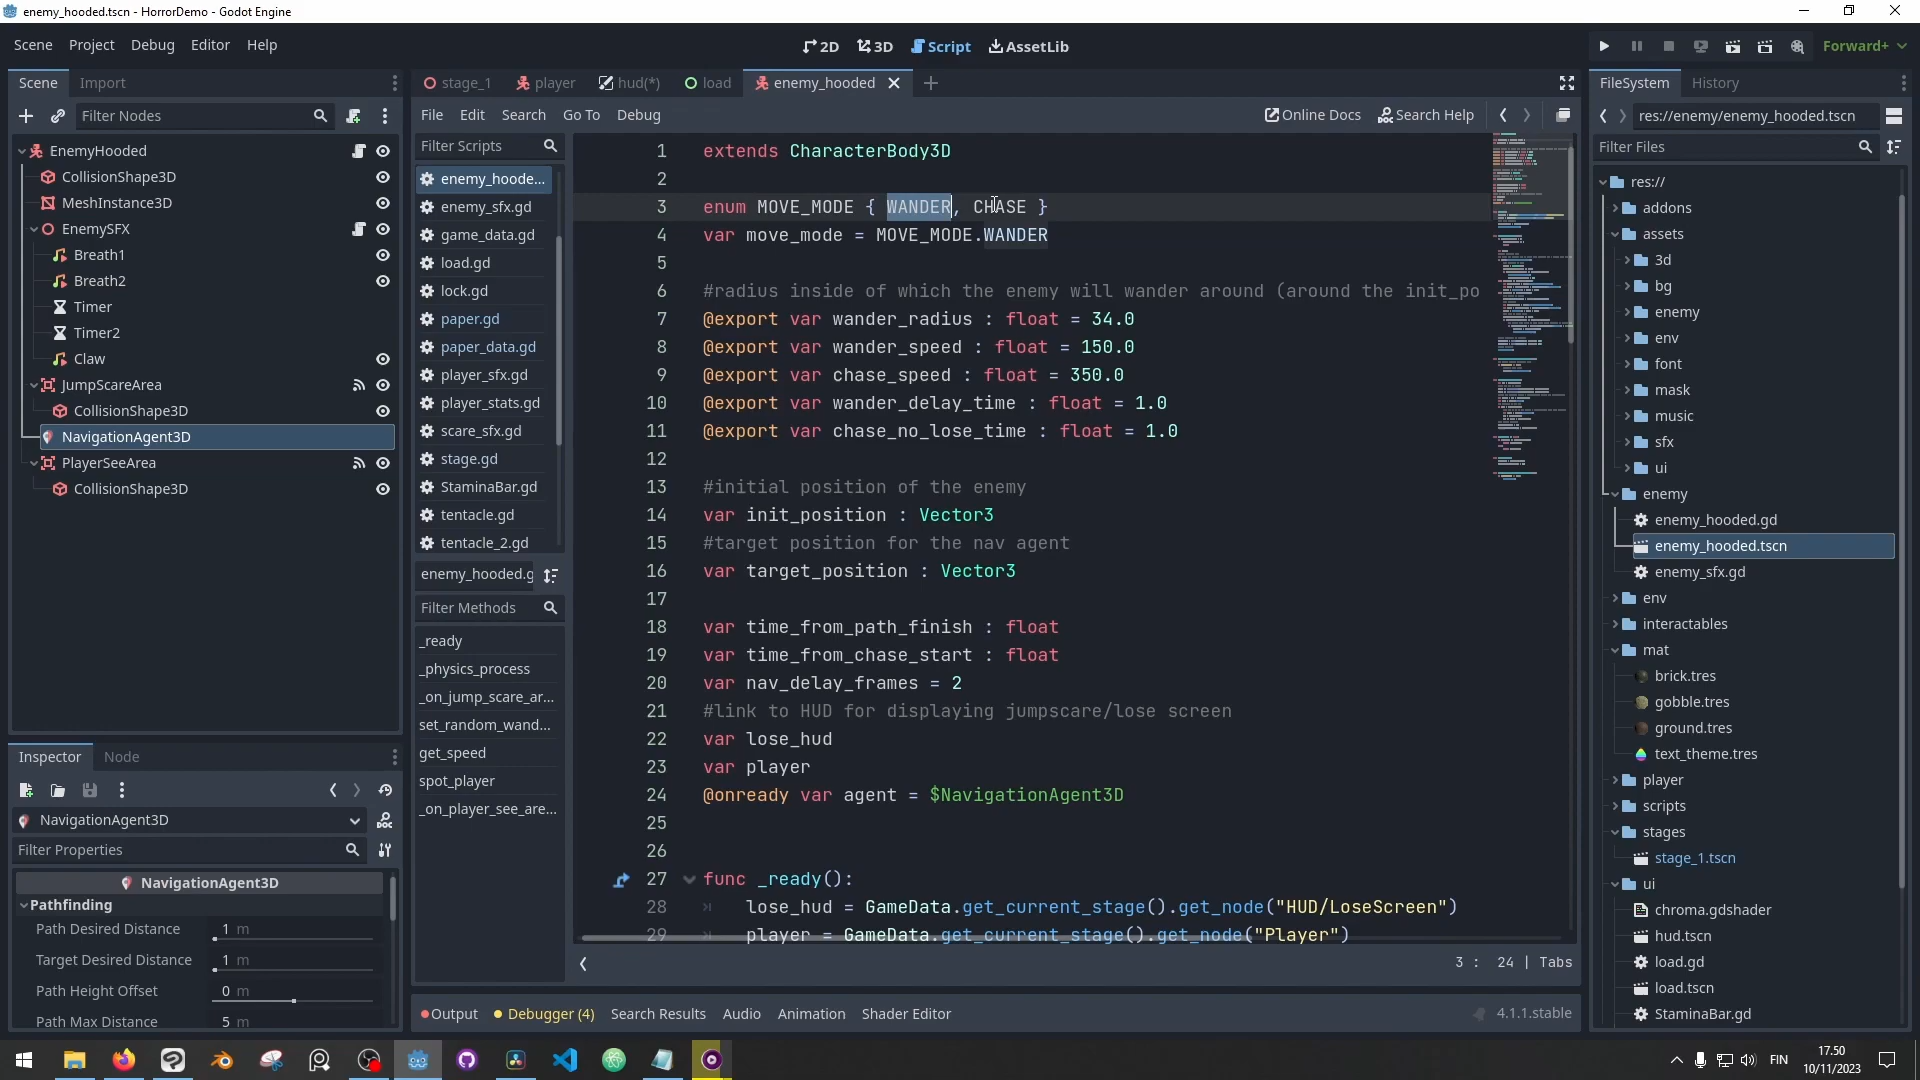 enemy_hooded.tscn - HorrorDemo - Godot Engine
Scene Project Debug Editor Help
2D 3D Script AssetLib
Forward+
Scene Import
Filter Nodes
EnemyHooded
CollisionShape3D
MeshInstance3D
EnemySFX
Breath1
Breath2
Timer
Timer2
Claw
JumpScareArea
CollisionShape3D
NavigationAgent3D
PlayerSeeArea
CollisionShape3D
Inspector Node
NavigationAgent3D
Filter Properties
NavigationAgent3D
Pathfinding
Path Desired Distance 1 m
Target Desired Distance 1 m
Path Height Offset 0 m
Path Max Distance 5 m
stage_1 player hud(*) load enemy_hooded
File Edit Search Go To Debug
Online Docs Search Help
Filter Scripts
enemy_hoode...
enemy_sfx.gd
game_data.gd
load.gd
lock.gd
paper.gd
paper_data.gd
player_sfx.gd
player_stats.gd
scare_sfx.gd
stage.gd
StaminaBar.gd
tentacle.gd
tentacle_2.gd
enemy_hooded.g
Filter Methods
_ready
_physics_process
_on_jump_scare_ar...
set_random_wand...
get_speed
spot_player
_on_player_see_are...
1 extends CharacterBody3D
2
3 enum MOVE_MODE { WANDER, CHASE }
4 var move_mode = MOVE_MODE.WANDER
5
6 #radius inside of which the enemy will wander around (around the init_po
7 @export var wander_radius : float = 34.0
8 @export var wander_speed : float = 150.0
9 @export var chase_speed : float = 350.0
10 @export var wander_delay_time : float = 1.0
11 @export var chase_no_lose_time : float = 1.0
12
13 #initial position of the enemy
14 var init_position : Vector3
15 #target position for the nav agent
16 var target_position : Vector3
17
18 var time_from_path_finish : float
19 var time_from_chase_start : float
20 var nav_delay_frames = 2
21 #link to HUD for displaying jumpscare/lose screen
22 var lose_hud
23 var player
24 @onready var agent = $NavigationAgent3D
25
26
27 func _ready():
28 lose_hud = GameData.get_current_stage().get_node("HUD/LoseScreen")
29 player = GameData.get_current_stage().get_node("Player")
3 : 24 | Tabs
Output Debugger (4) Search Results Audio Animation Shader Editor
4.1.1.stable
FileSystem History
res://enemy/enemy_hooded.tscn
Filter Files
res://
addons
assets
3d
bg
enemy
env
font
mask
music
sfx
ui
enemy
enemy_hooded.gd
enemy_hooded.tscn
enemy_sfx.gd
env
interactables
mat
brick.tres
gobble.tres
ground.tres
text_theme.tres
player
scripts
stages
stage_1.tscn
ui
chroma.gdshader
hud.tscn
load.gd
load.tscn
StaminaBar.gd
FIN
17.50
10/11/2023